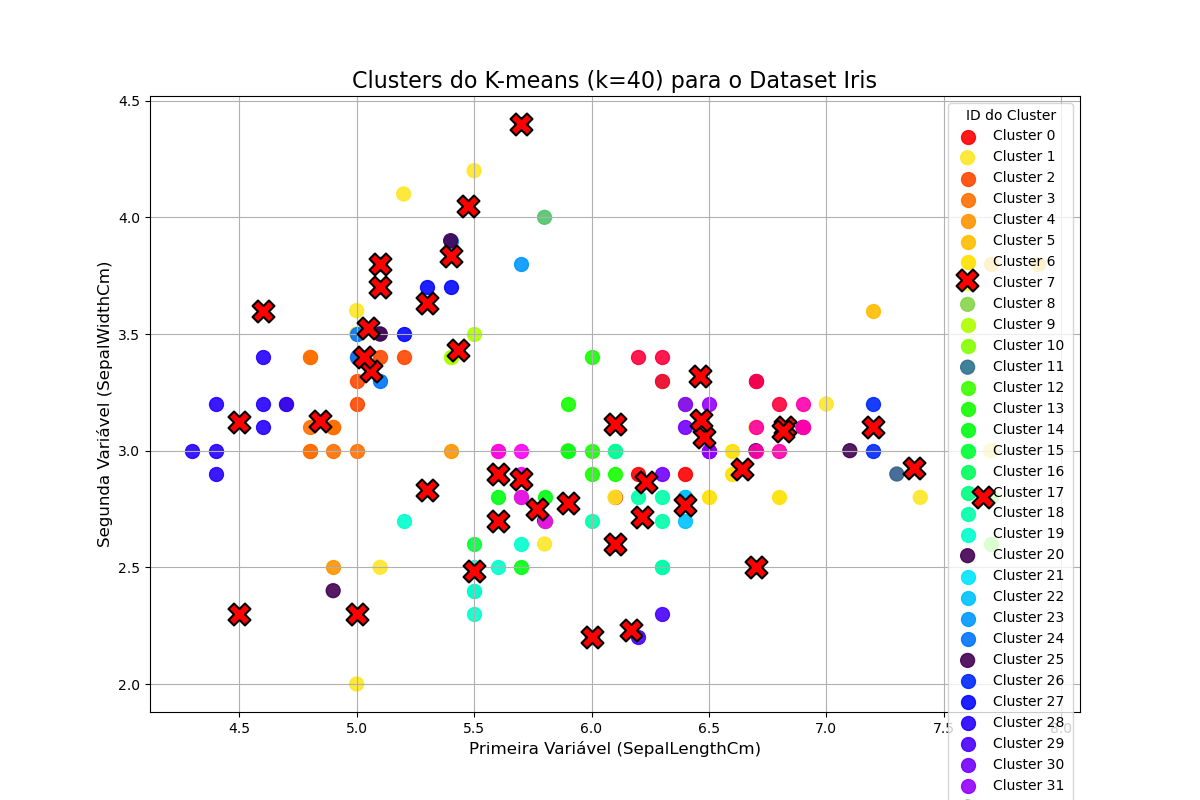 Clusters do K-means (k=40) para o Dataset Iris
4.5
4.0
3.5
3.0
2.5
2.0
Segunda Variável (SepalWidthCm)
4.5
5.0
5.5
6.0
6.5
7.0
7.5
8.0
Primeira Variável (SepalLengthCm)
ID do Cluster
Cluster 0
Cluster 1
Cluster 2
Cluster 3
Cluster 4
Cluster 5
Cluster 6
Cluster 7
Cluster 8
Cluster 9
Cluster 10
Cluster 11
Cluster 12
Cluster 13
Cluster 14
Cluster 15
Cluster 16
Cluster 17
Cluster 18
Cluster 19
Cluster 20
Cluster 21
Cluster 22
Cluster 23
Cluster 24
Cluster 25
Cluster 26
Cluster 27
Cluster 28
Cluster 29
Cluster 30
Cluster 31